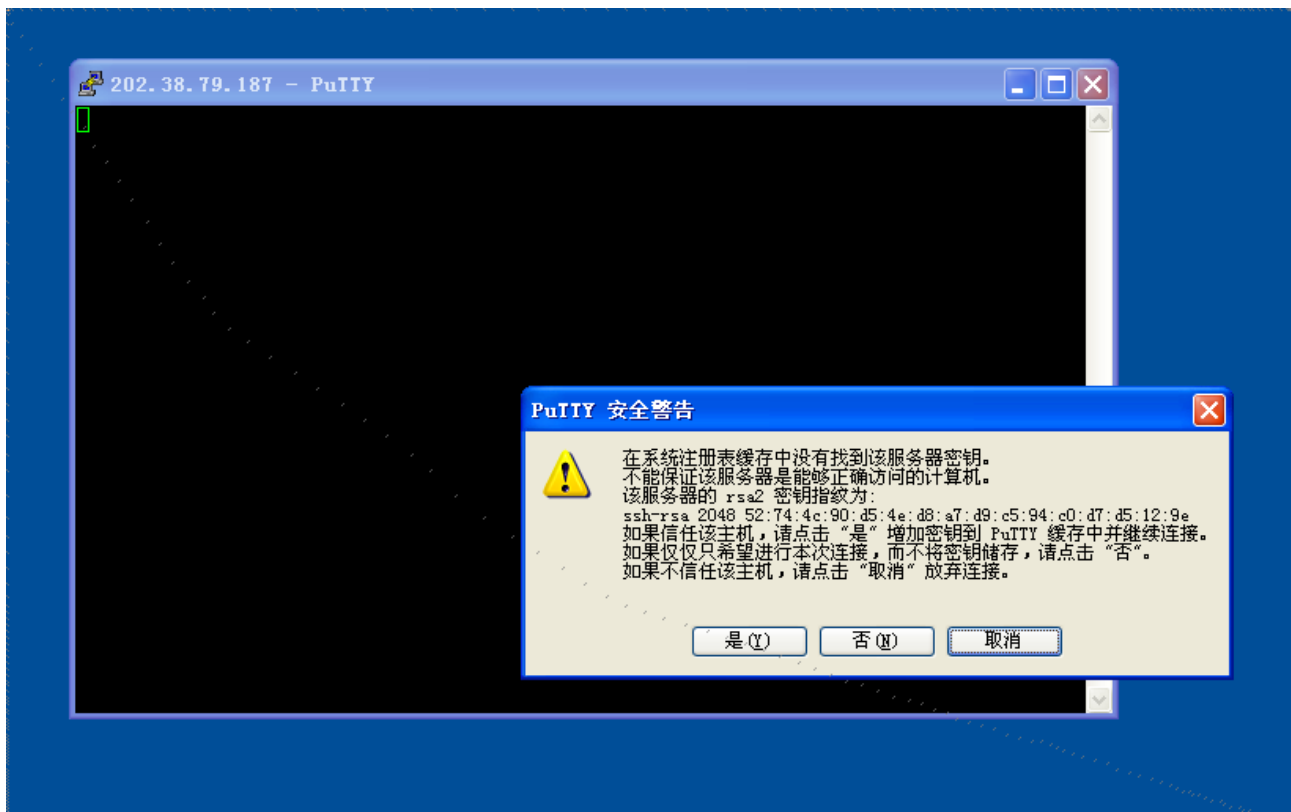 202.38.79.187 - PuTTY
PuTTY 安全警告
在系统注册表缓存中没有找到该服务器密钥。
不能保证该服务器是能够正确访问的计算机。
该服务器的 rsa2 密钥指纹为:
ssh-rsa 2048 52:74:4c:90:d5:4e:d8:a7:d9:c5:94:c0:d7:d5:12:9e
如果信任该主机，请点击 “是” 增加密钥到 PuTTY 缓存中并继续连接。
如果仅仅只希望进行本次连接，而不将密钥储存，请点击 “否”。
如果不信任该主机，请点击 “取消” 放弃连接。
是(Y) 否(N) 取消